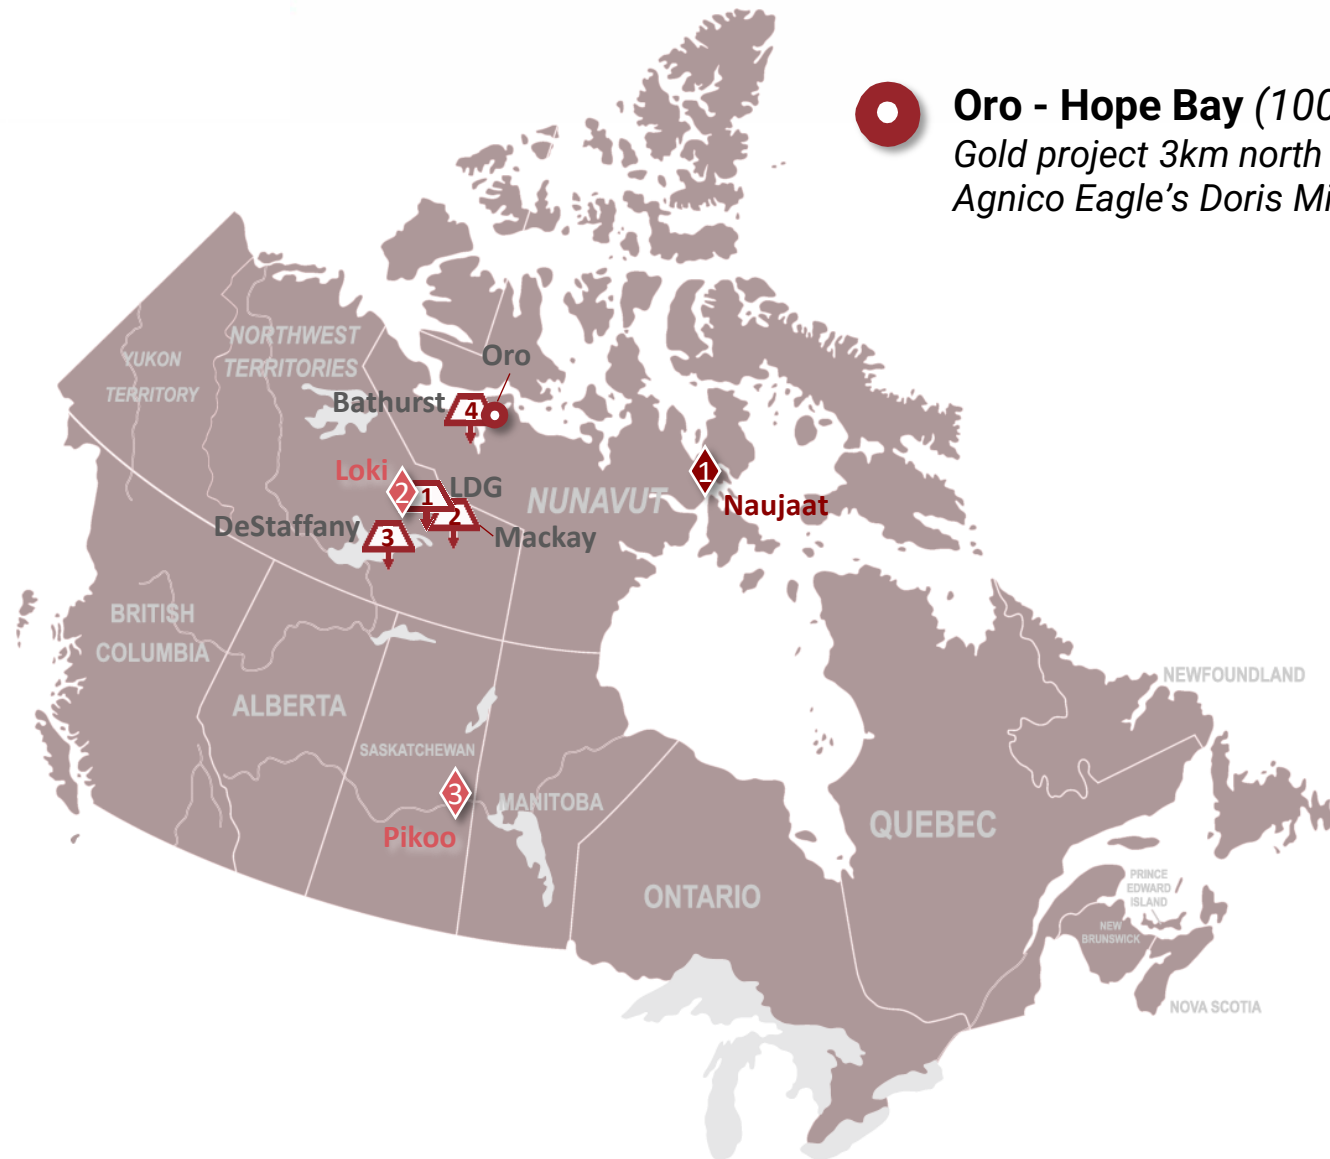 Oro - Hope Bay (100
Gold project 3km north
Agnico Eagle's Doris Mi
NORTHWEST
TERRITORIES
YUKON
TERRITORY
Oro
Bathurst
4
Loki
2
1
LDG
NUNAVUT
1
Naujaat
DeStaffany
3
2
Mackay
BRITISH
COLUMBIA
ALBERTA
SASKATCHEWAN
3
MANITOBA
Pikoo
NEWFOUNDLAND
QUEBEC
ONTARIO
PRINCE
EDWARD
ISLAND
NEW
BRUNSWICK
NOVA SCOTIA